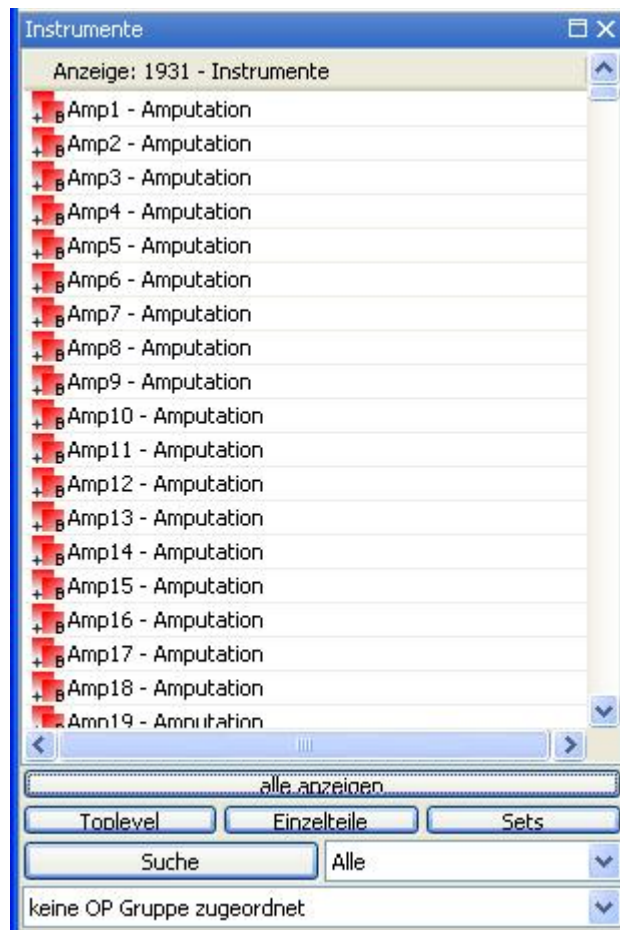 Instrumente
Anzeige: 1931 - Instrumente
+ B Amp1 - Amputation
+ B Amp2 - Amputation
+ B Amp3 - Amputation
+ B Amp4 - Amputation
+ B Amp5 - Amputation
+ B Amp6 - Amputation
+ B Amp7 - Amputation
+ B Amp8 - Amputation
+ B Amp9 - Amputation
+ B Amp10 - Amputation
+ B Amp11 - Amputation
+ B Amp12 - Amputation
+ B Amp13 - Amputation
+ B Amp14 - Amputation
+ B Amp15 - Amputation
+ B Amp16 - Amputation
+ B Amp17 - Amputation
+ B Amp18 - Amputation
Amp19 - Amputation
alle anzeigen
Toplevel Einzelteile Sets
Suche Alle
keine OP Gruppe zugeordnet